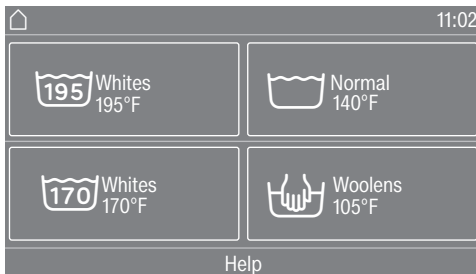 11:02
195
Whites
195°F
Normal
140°F
170
Whites
170°F
Woolens
105°F
Help